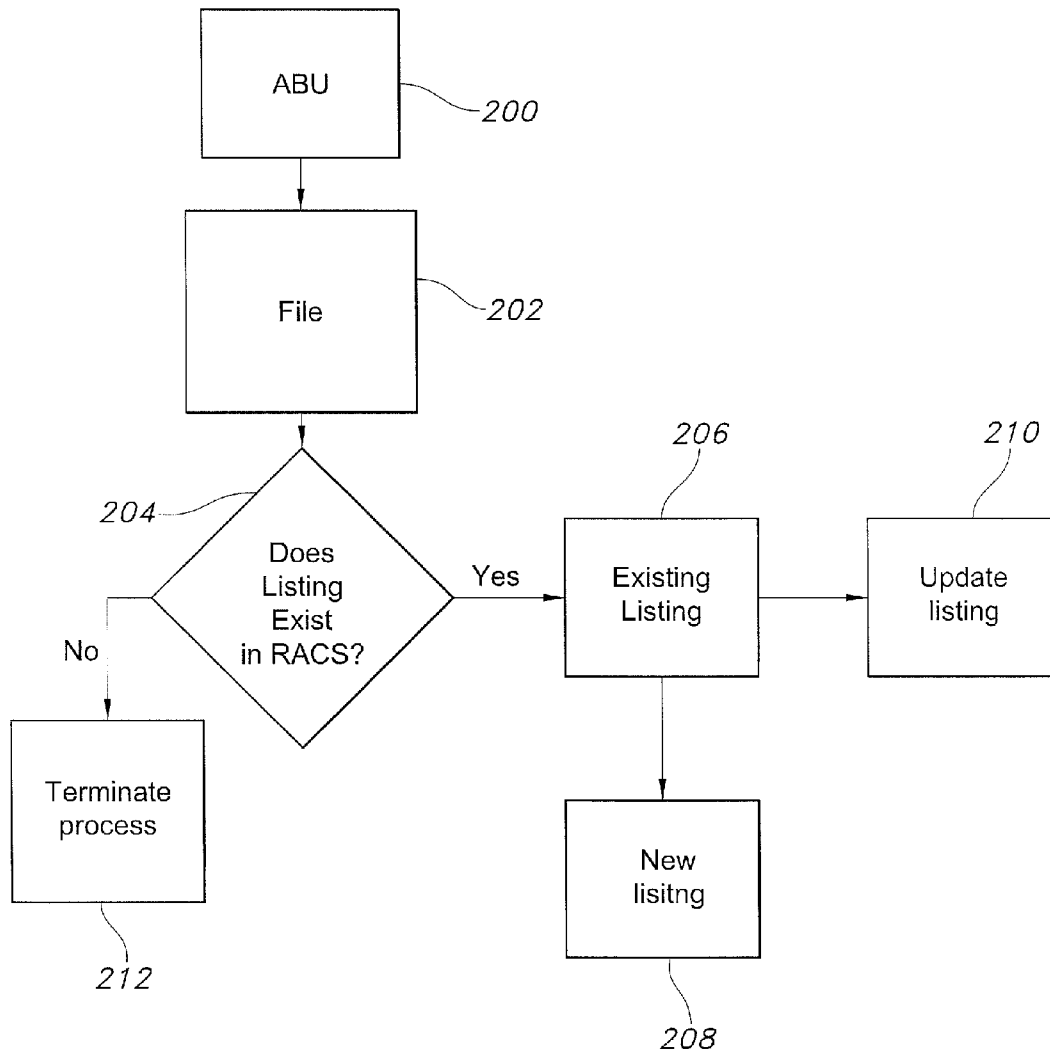 ABU
200
File
202
204
Does
Listing
Exist
in RACS?
Yes
No
206
Existing
Listing
210
Update
listing
Terminate
process
212
New
lisitng
208